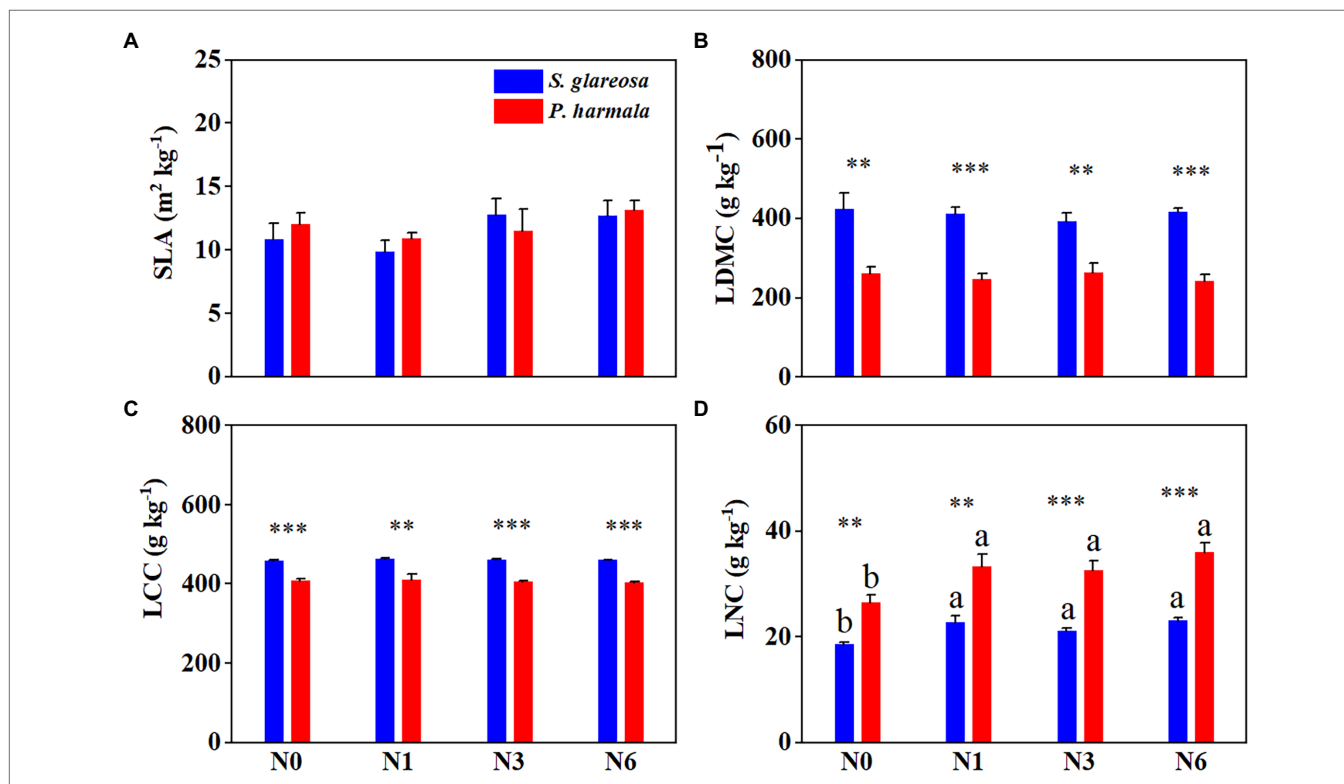 A
25
20
15
10
5
0
SLA (m² kg⁻¹)
S. glareosa
P. harmala
B
800
600
400
200
0
LDMC (g kg⁻¹)
** *** ** ***
C
800
600
400
200
0
LCC (g kg⁻¹)
*** ** *** ***
N0 N1 N3 N6
D
60
40
20
0
LNC (g kg⁻¹)
** ** *** ***
b b a a a a a a
N0 N1 N3 N6